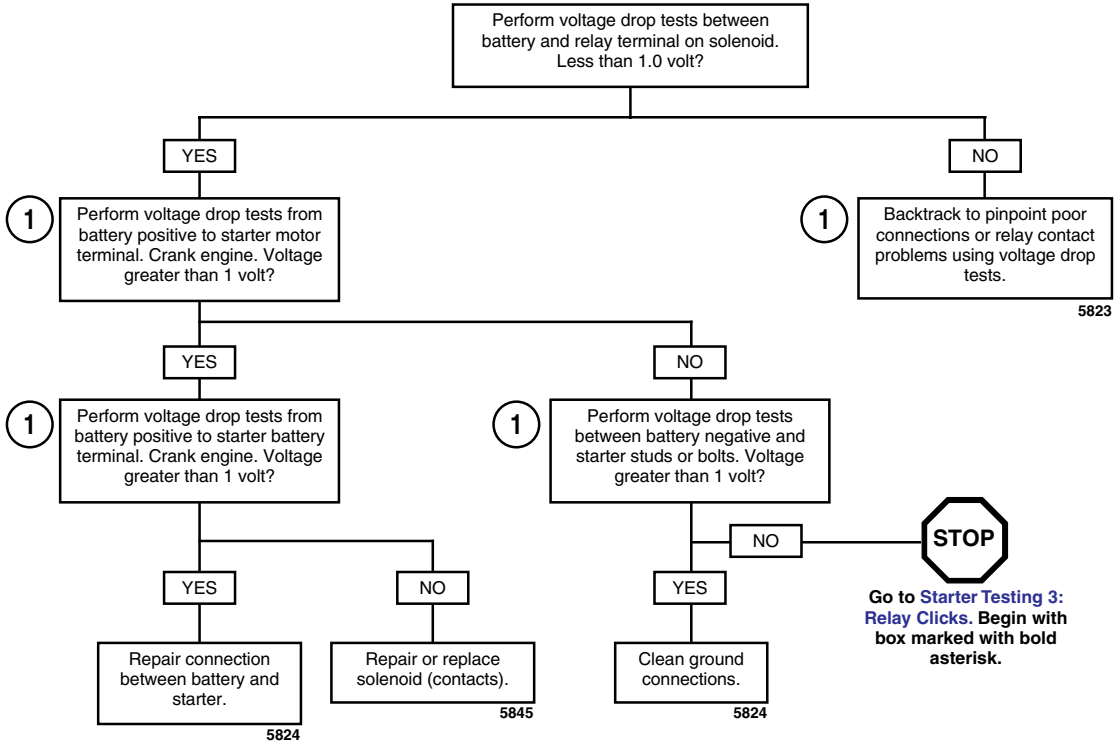 Perform voltage drop tests between
battery and relay terminal on solenoid.
Less than 1.0 volt?
YES
NO
1
Perform voltage drop tests from
battery positive to starter motor
terminal. Crank engine. Voltage
greater than 1 volt?
1
Backtrack to pinpoint poor
connections or relay contact
problems using voltage drop
tests.
5823
YES
NO
1
Perform voltage drop tests from
battery positive to starter battery
terminal. Crank engine. Voltage
greater than 1 volt?
1
Perform voltage drop tests
between battery negative and
starter studs or bolts. Voltage
greater than 1 volt?
NO
STOP
Go to Starter Testing 3:
Relay Clicks. Begin with
box marked with bold
asterisk.
YES
NO
YES
Repair connection
between battery and
starter.
5824
Repair or replace
solenoid (contacts).
5845
Clean ground
connections.
5824